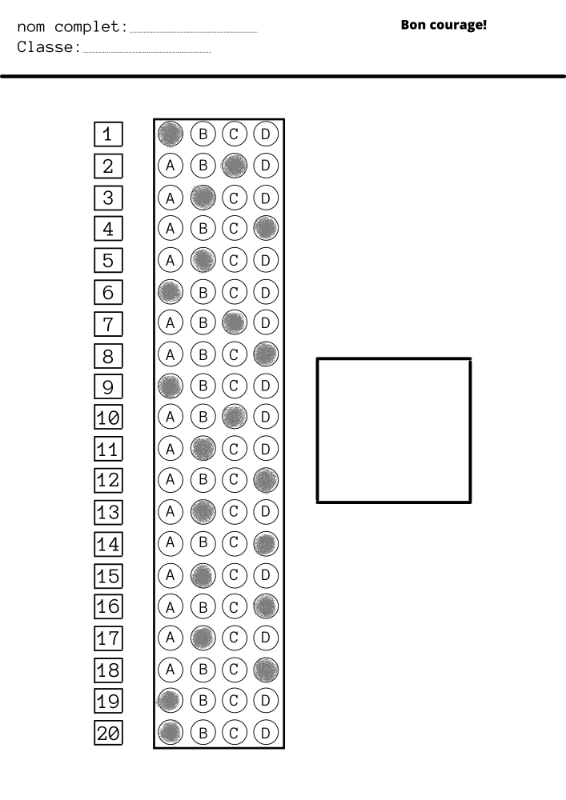 nom complet:
Bon courage!
Classe:
1 B C D
2 A B D
3 A C D
4 A B C
5 A C D
6 B C D
7 A B D
8 A B C
9 B C D
10 A B D
11 A C D
12 A B C
13 A C D
14 A B C
15 A C D
16 A B C
17 A C D
18 A B C
19 B C D
20 B C D